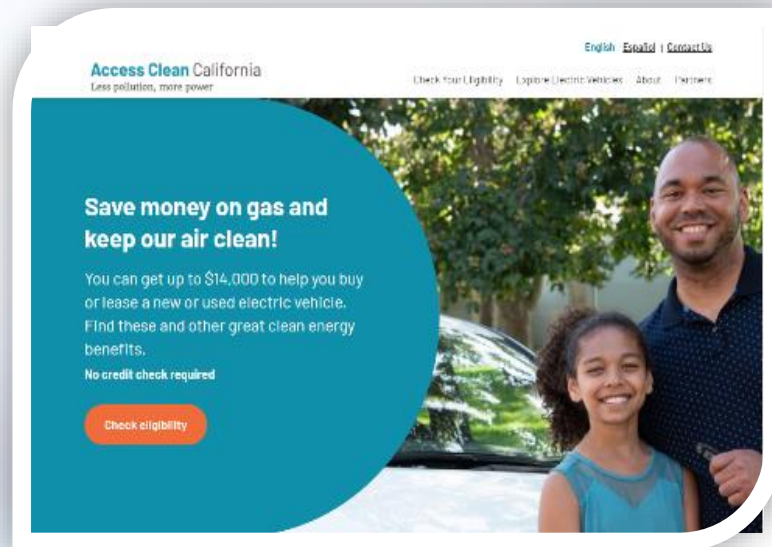 English Español | Contact Us
Access Clean California
Less pollution, more power
Check Your Eligibility Explore Electric Vehicles About Partners
Save money on gas and
keep our air clean!
You can get up to $14,000 to help you buy
or lease a new or used electric vehicle.
Find these and other great clean energy
benefits.
No credit check required
Check eligibility